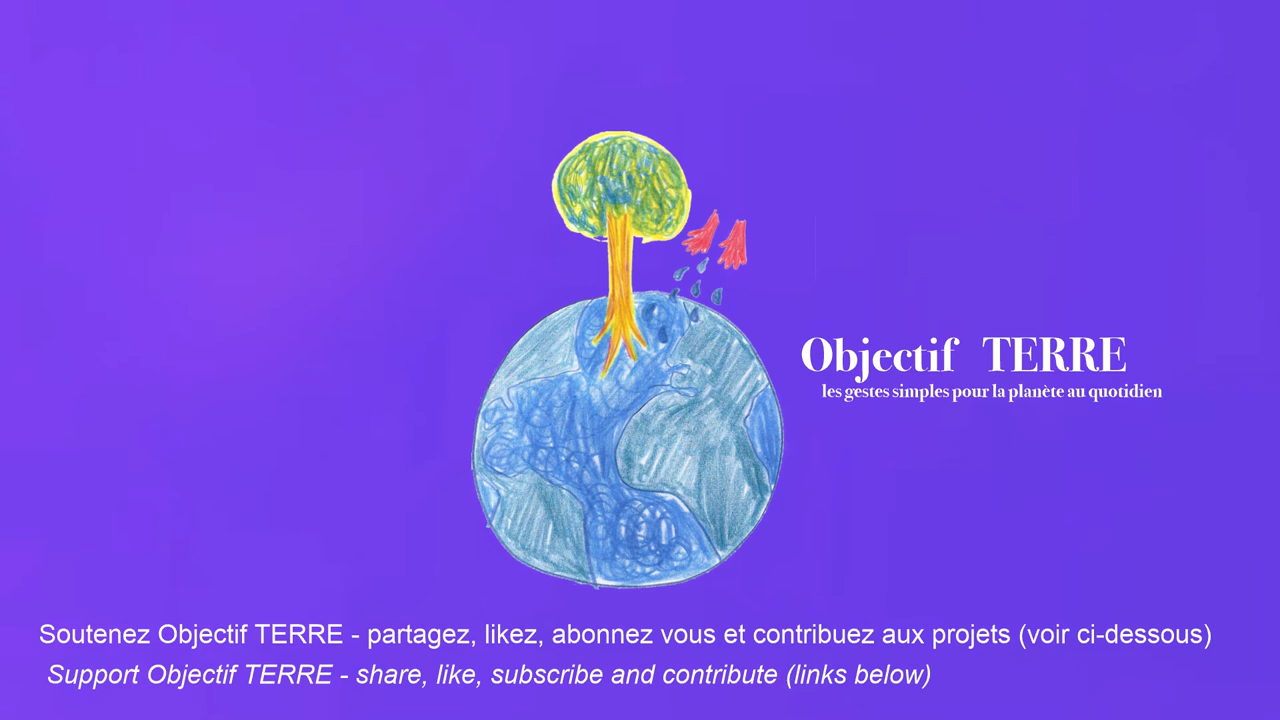 Objectif TERRE
les gestes simples pour la planète au quotidien
Soutenez Objectif TERRE - partagez, likez, abonnez vous et contribuez aux projets (voir ci-dessous)
Support Objectif TERRE - share, like, subscribe and contribute (links below)